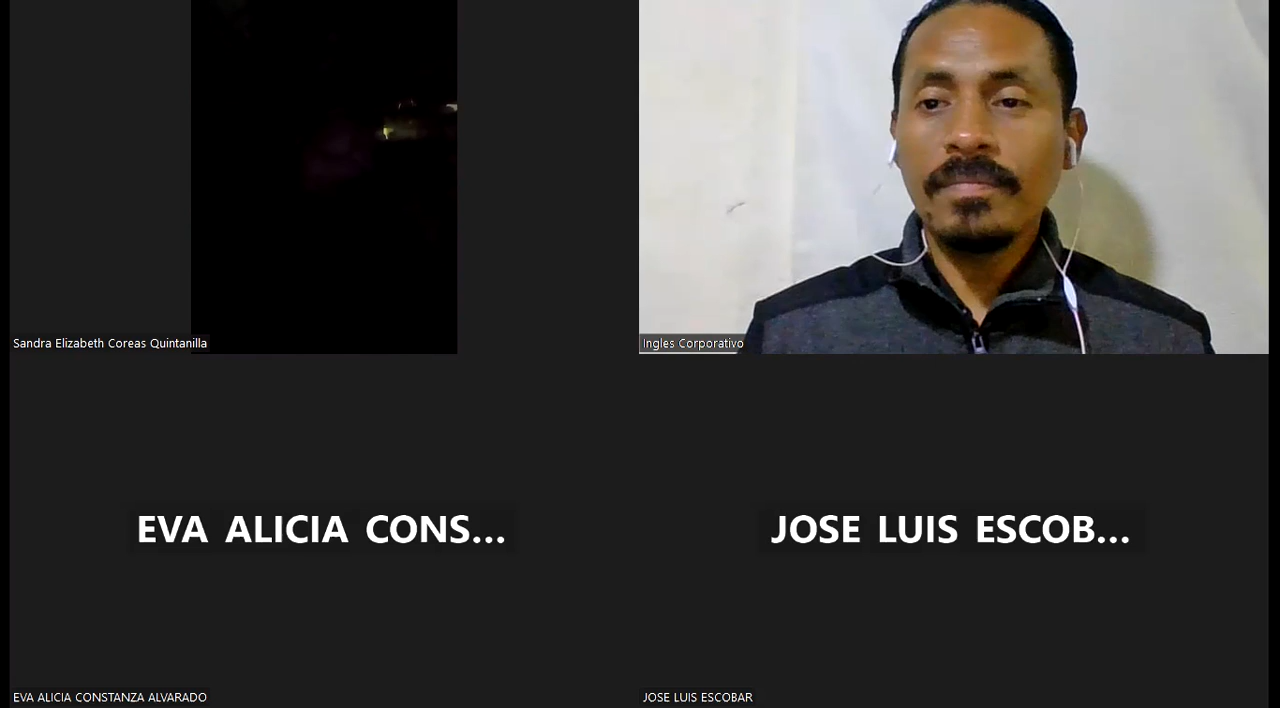 Sandra Elizabeth Coreas Quintanilla
Ingles Corporativo
EVA ALICIA CONS...
JOSE LUIS ESCOB...
EVA ALICIA CONSTANZA ALVARADO
JOSE LUIS ESCOBAR